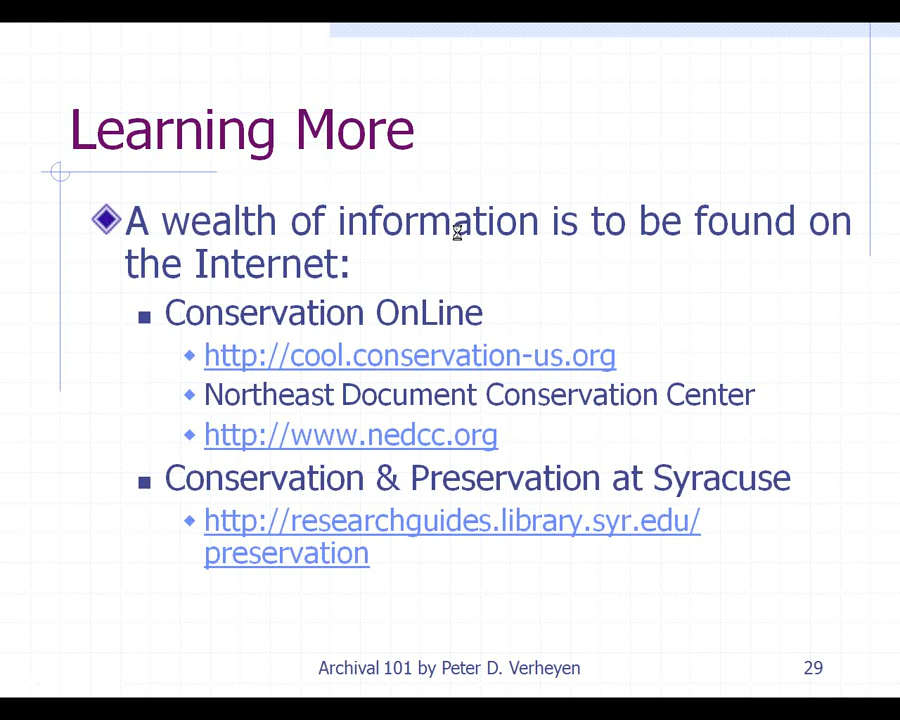 Learning More
A wealth of information is to be found on
the Internet:
Conservation OnLine
http://cool.conservation-us.org
Northeast Document Conservation Center
http://www.nedcc.org
Conservation & Preservation at Syracuse
http://researchguides.library.syr.edu/
preservation
Archival 101 by Peter D. Verheyen
29